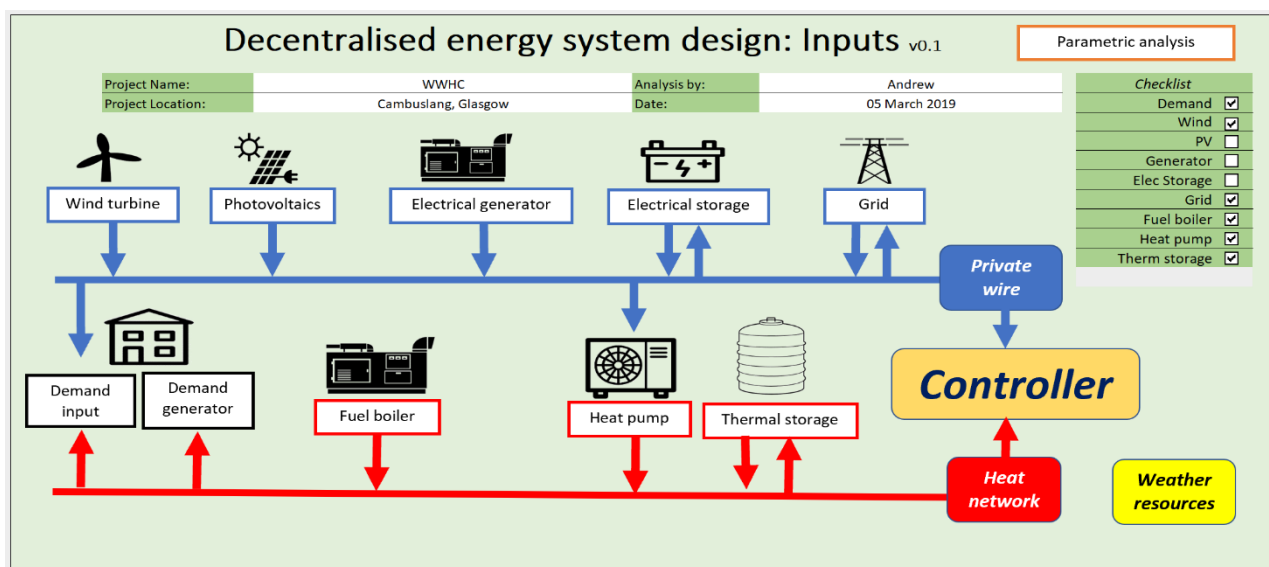 Decentralised energy system design: Inputs v0.1
Parametric analysis
Project Name: WWHC Analysis by: Andrew
Project Location: Cambuslang, Glasgow Date: 05 March 2019
Checklist
Demand
Wind
PV
Generator
Elec Storage
Grid
Fuel boiler
Heat pump
Therm storage
Wind turbine
Photovoltaics
Electrical generator
Electrical storage
Grid
Private
wire
Demand
input
Demand
generator
Fuel boiler
Heat pump
Thermal storage
Controller
Heat
network
Weather
resources